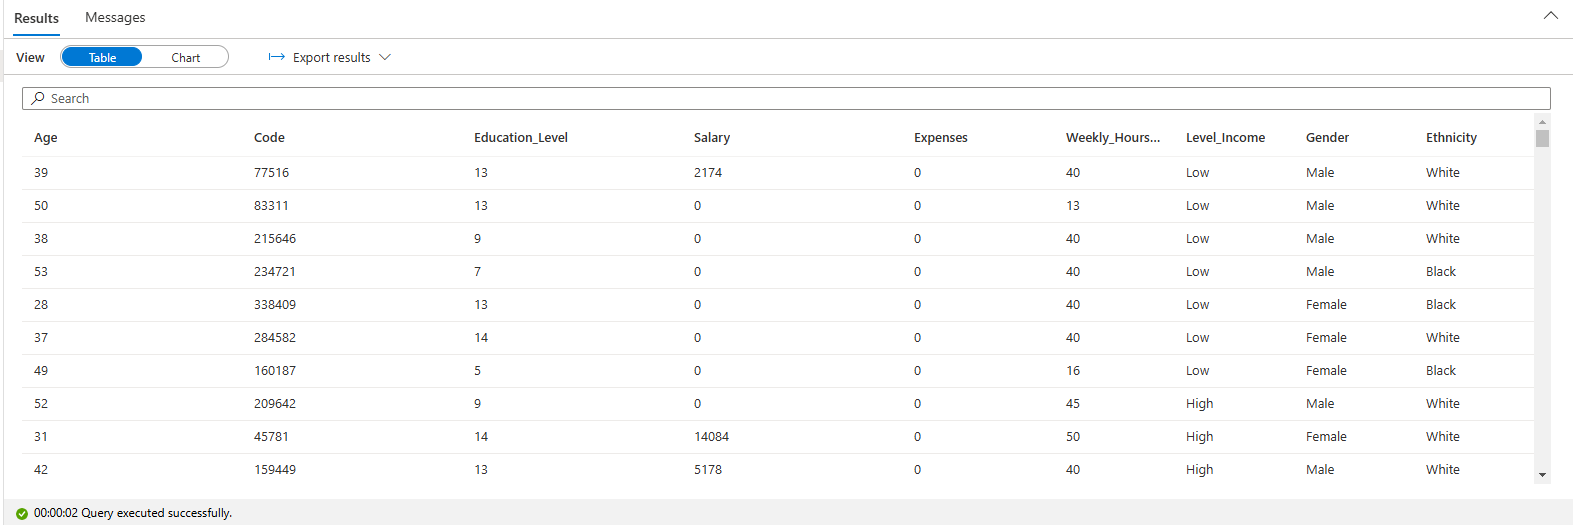 Results Messages
View Table Chart Export results
Search
Age Code Education_Level Salary Expenses Weekly_Hours... Level_Income Gender Ethnicity
39 77516 13 2174 0 40 Low Male White
50 83311 13 0 0 13 Low Male White
38 215646 9 0 0 40 Low Male White
53 234721 7 0 0 40 Low Male Black
28 338409 13 0 0 40 Low Female Black
37 284582 14 0 0 40 Low Female White
49 160187 5 0 0 16 Low Female Black
52 209642 9 0 0 45 High Male White
31 45781 14 14084 0 50 High Female White
42 159449 13 5178 0 40 High Male White
00:00:02 Query executed successfully.